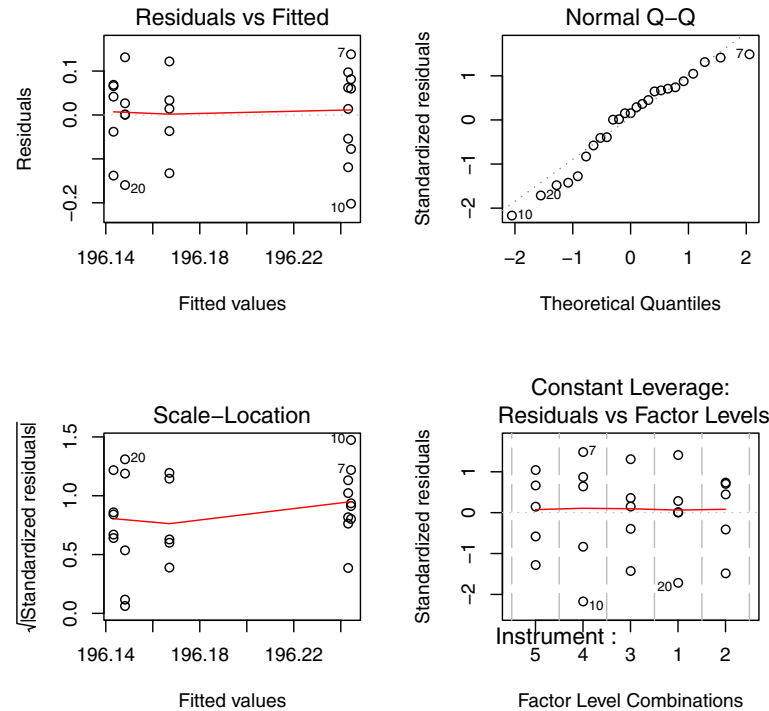 Residuals vs Fitted
Residuals
0.1
0.0
−0.2
7
20
10
196.14 196.18 196.22
Fitted values
Normal Q−Q
Standardized residuals
1
0
−1
−2
7
20
10
−2 −1 0 1 2
Theoretical Quantiles
Scale−Location
√|Standardized residuals|
1.5
1.0
0.5
0.0
20
10
7
196.14 196.18 196.22
Fitted values
Constant Leverage:
Residuals vs Factor Levels
Standardized residuals
1
0
−1
−2
7
20
10
Instrument :
5 4 3 1 2
Factor Level Combinations